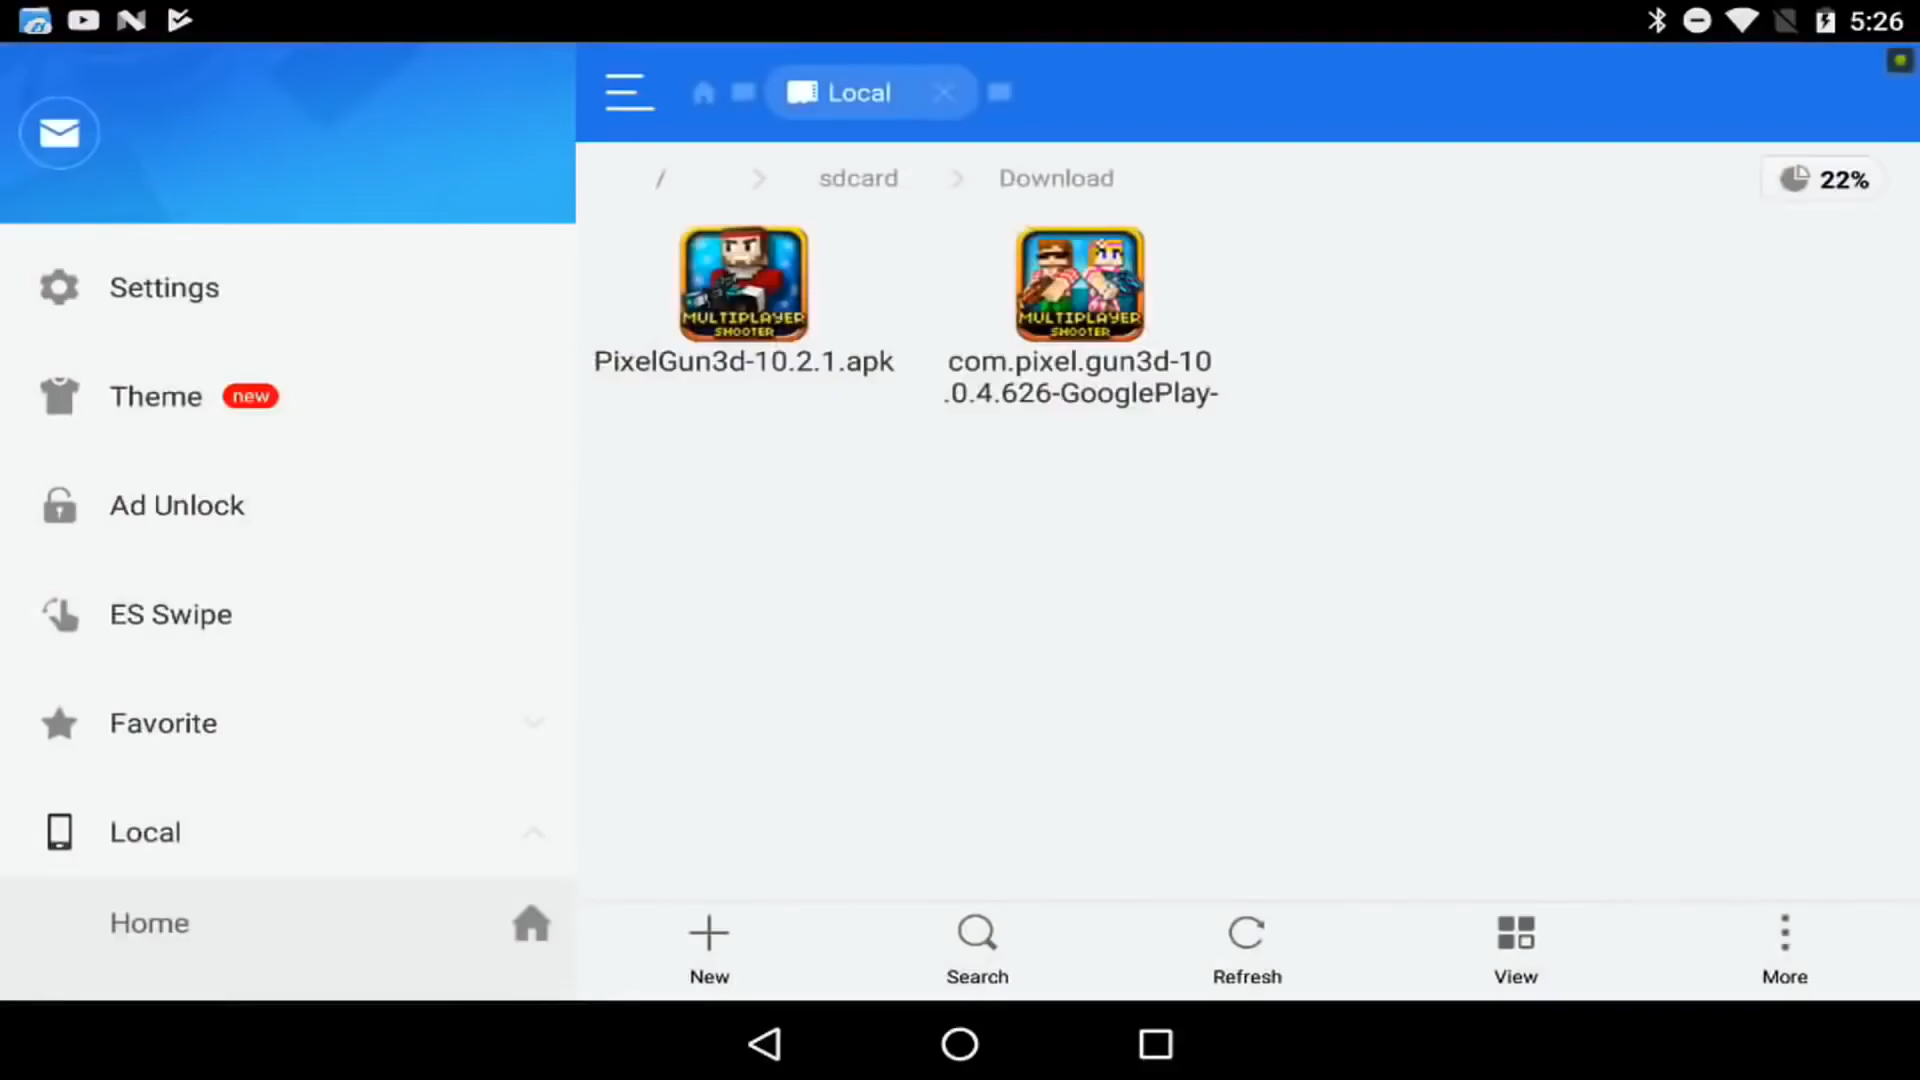 5:26
Local
/ sdcard Download
22%
Settings
Theme new
Ad Unlock
ES Swipe
Favorite
Local
Home
MULTIPLAYER
SHOOTER
PixelGun3d-10.2.1.apk
MULTIPLAYER
SHOOTER
com.pixel.gun3d-10
.0.4.626-GooglePlay-
New
Search
Refresh
View
More